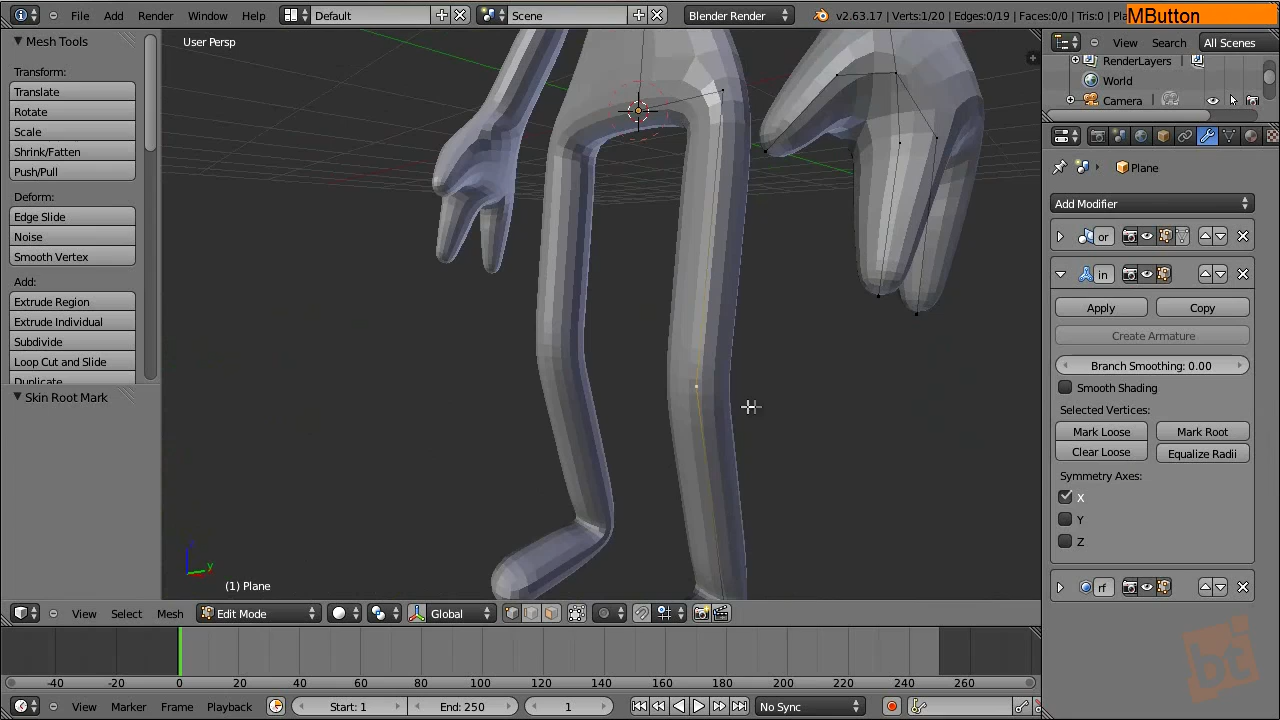 File Add Render Window Help Default Scene Blender Render v2.63.17 | Verts:1/20 | Edges:0/19 | Faces:0/0 | Tris:0 | Pla
MButton
Mesh Tools
Transform:
Translate
Rotate
Scale
Shrink/Fatten
Push/Pull
Deform:
Edge Slide
Noise
Smooth Vertex
Add:
Extrude Region
Extrude Individual
Subdivide
Loop Cut and Slide
Duplicate
Skin Root Mark
User Persp
y
(1) Plane
View Select Mesh Edit Mode Global
View Search All Scenes
RenderLayers
World
Camera
Plane
Add Modifier
or
in
Apply Copy
Create Armature
Branch Smoothing: 0.00
Smooth Shading
Selected Vertices:
Mark Loose Mark Root
Clear Loose Equalize Radii
Symmetry Axes:
X
Y
Z
rf
bc
-40 -20 0 20 40 60 80 100 120 140 160 180 200 220 240 260
View Marker Frame Playback Start: 1 End: 250 1 No Sync